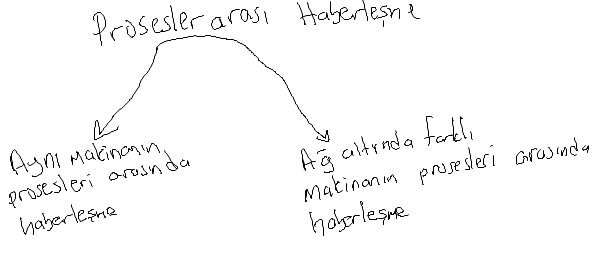 Prosesler arası Haberleşme
Aynı makinanın
prosesleri arasında
haberleşme
Ağ altında farklı
makinanın prosesleri arasında
haberleşme